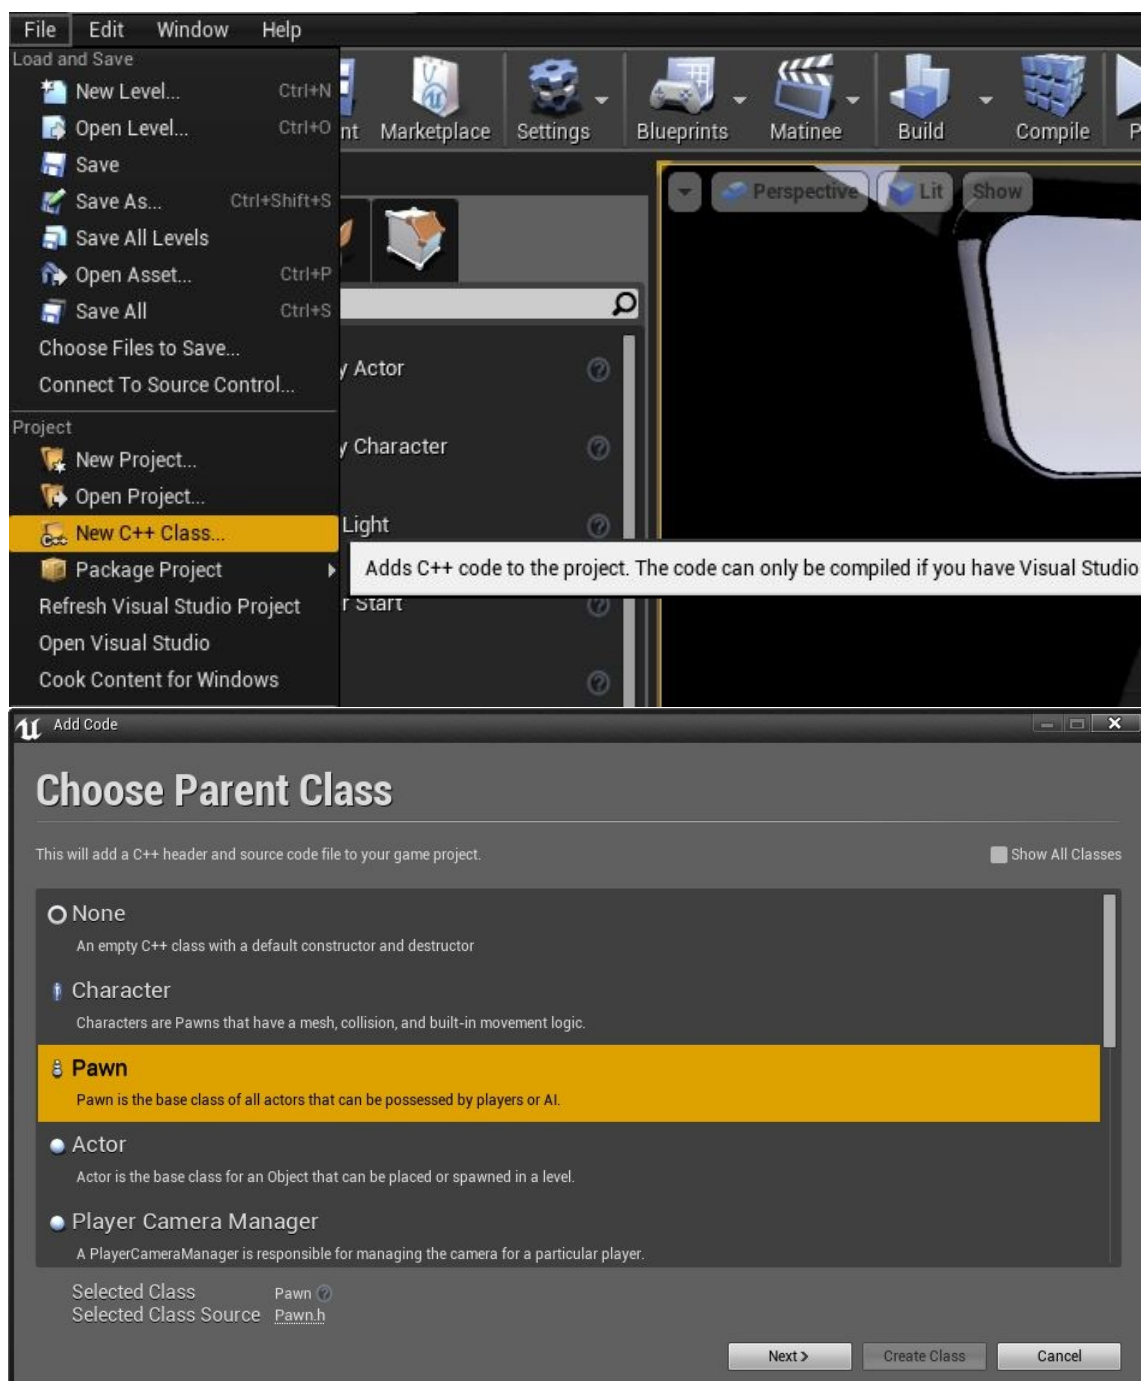 File Edit Window Help
Load and Save
New Level... Ctrl+N
Open Level... Ctrl+O
Save
Save As... Ctrl+Shift+S
Save All Levels
Open Asset... Ctrl+P
Save All Ctrl+S
Choose Files to Save...
Connect To Source Control...
Project
New Project...
Open Project...
New C++ Class...
Package Project
Refresh Visual Studio Project
Open Visual Studio
Cook Content for Windows
nt Marketplace Settings Blueprints Matinee Build Compile P
Perspective Lit Show
y Actor
y Character
Light
Adds C++ code to the project. The code can only be compiled if you have Visual Studio
r Start
Add Code
Choose Parent Class
This will add a C++ header and source code file to your game project. Show All Classes
None
An empty C++ class with a default constructor and destructor
Character
Characters are Pawns that have a mesh, collision, and built-in movement logic.
Pawn
Pawn is the base class of all actors that can be possessed by players or AI.
Actor
Actor is the base class for an Object that can be placed or spawned in a level.
Player Camera Manager
A PlayerCameraManager is responsible for managing the camera for a particular player.
Selected Class Pawn
Selected Class Source Pawn.h
Next > Create Class Cancel